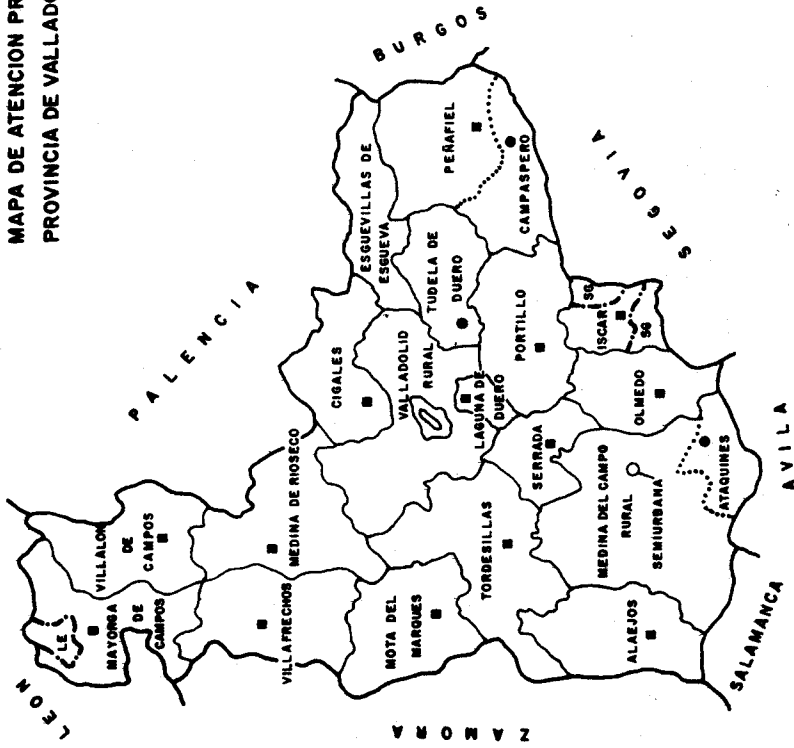 MAPA DE ATENCION PR
PROVINCIA DE VALLADO
LEON
PALENCIA
BURGOS
SEGOVIA
AVILA
SALAMANCA
ZAMORA
LE
MAYORGA
DE
CAMPOS
VILLALON
DE
CAMPOS
VILLAFRECHOS
MEDINA DE RIOSECO
CIGALES
ESGUEVILLAS DE
ESGUEVA
PEÑAFIEL
CAMPASPERO
TUDELA DE
DUERO
VALLADOLID
RURAL
LAGUNA DE
DUERO
PORTILLO
MOTA DEL
MARQUES
TORDESILLAS
SERRADA
SG
ISCAR
SG
OLMEDO
MEDINA DEL CAMPO
RURAL
SEMIURBANA
ATAQUINES
ALAEJOS